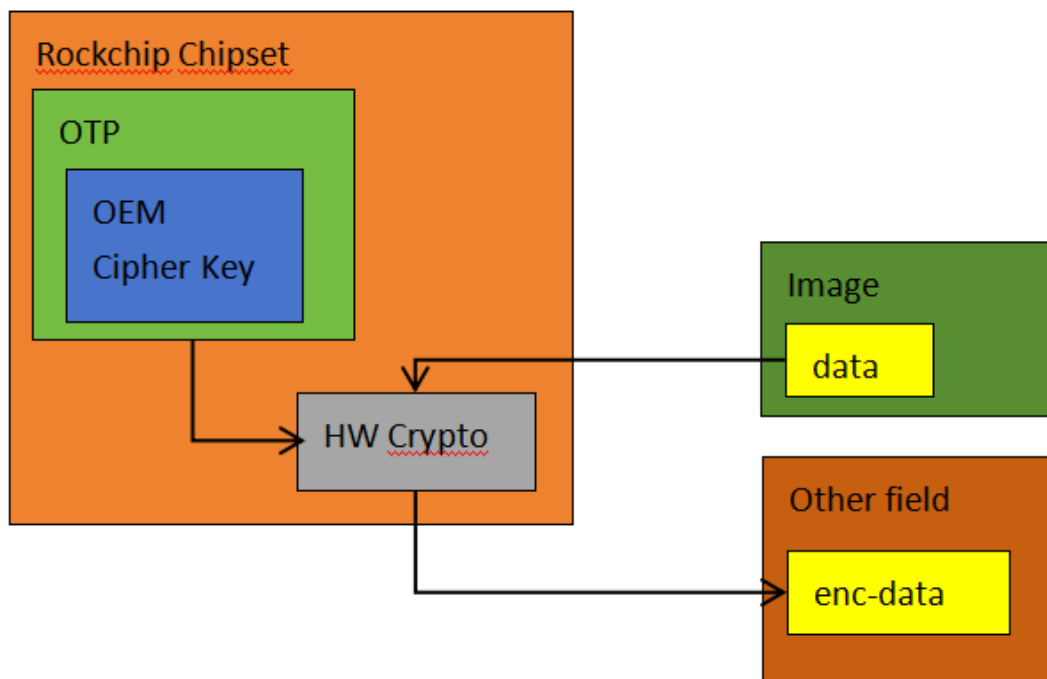 Rockchip Chipset
OTP
OEM
Cipher Key
HW Crypto
Image
data
Other field
enc-data